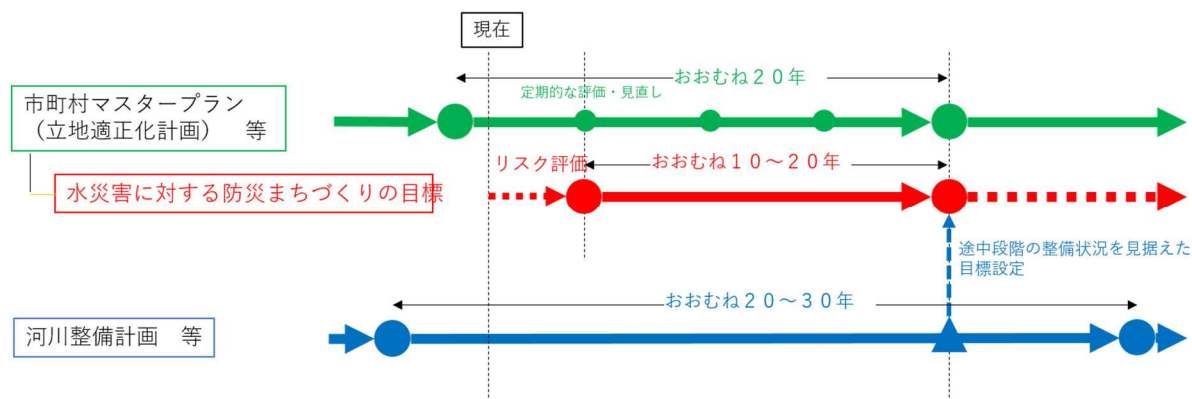 現在
おおむね２０年
市町村マスタープラン
（立地適正化計画）　等
定期的な評価・見直し
リスク評価
おおむね１０～２０年
水災害に対する防災まちづくりの目標
途中段階の整備状況を見据えた
目標設定
おおむね２０～３０年
河川整備計画　等